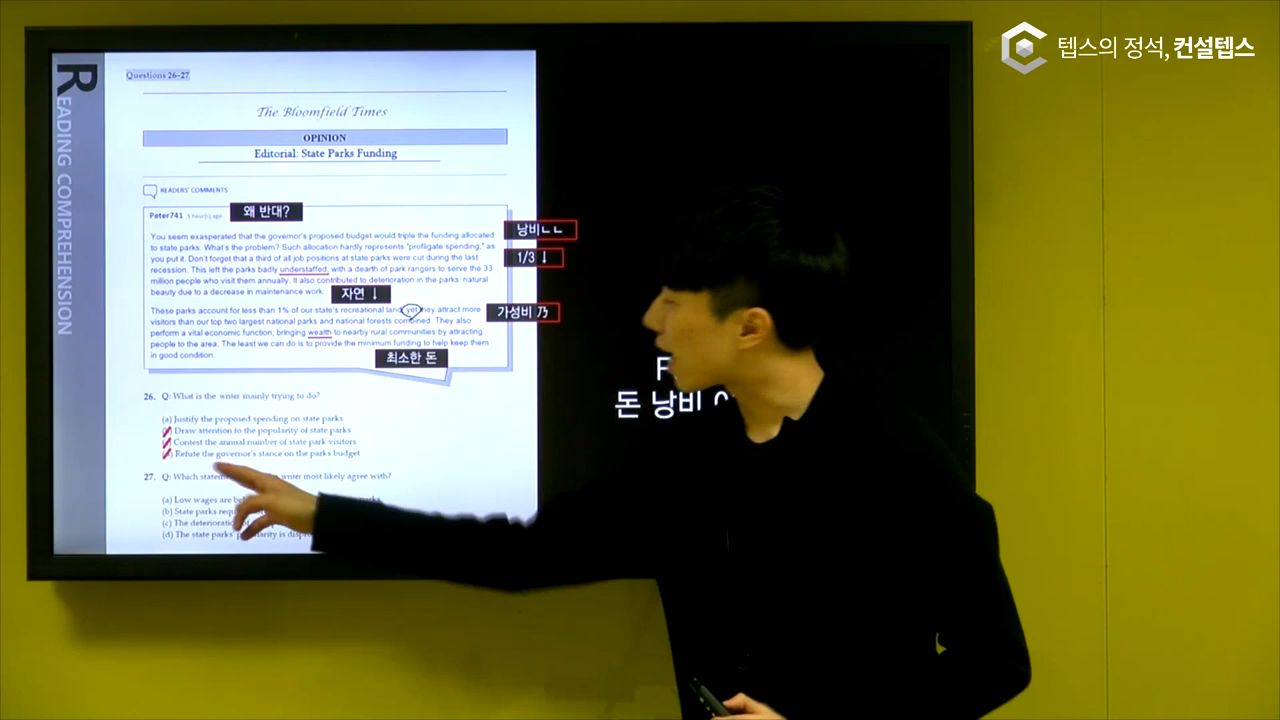 텝스의 정석, 컨설텝스
READING COMPREHENSION
Questions 26-27
The Bloomfield Times
OPINION
Editorial: State Parks Funding
READERS' COMMENTS
Peter741 5 hour(s) ago
왜 반대?
You seem exasperated that the governor's proposed budget would triple the funding allocated
낭비ㄴㄴ
to state parks. What's the problem? Such allocation hardly represents "profligate spending," as
you put it. Don't forget that a third of all job positions at state parks were cut during the last
1/3 ↓
recession. This left the parks badly understaffed, with a dearth of park rangers to serve the 33
million people who visit them annually. It also contributed to deterioration in the parks' natural
beauty due to a decrease in maintenance work.
자연 ↓
These parks account for less than 1% of our state's recreational land, yet they attract more
가성비
visitors than our top two largest national parks and national forests combined. They also
perform a vital economic function, bringing wealth to nearby rural communities by attracting
people to the area. The least we can do is to provide the minimum funding to help keep them
in good condition.
최소한 돈
26. Q: What is the writer mainly trying to do?
(a) Justify the proposed spending on state parks
Draw attention to the popularity of state parks
Contest the annual number of state park visitors
Refute the governor's stance on the parks budget
27. Q: Which writer most likely agree with?
(a) Low wages are
(b) State parks
(c) The deterioration of
(d) The state parks' is
돈 낭비